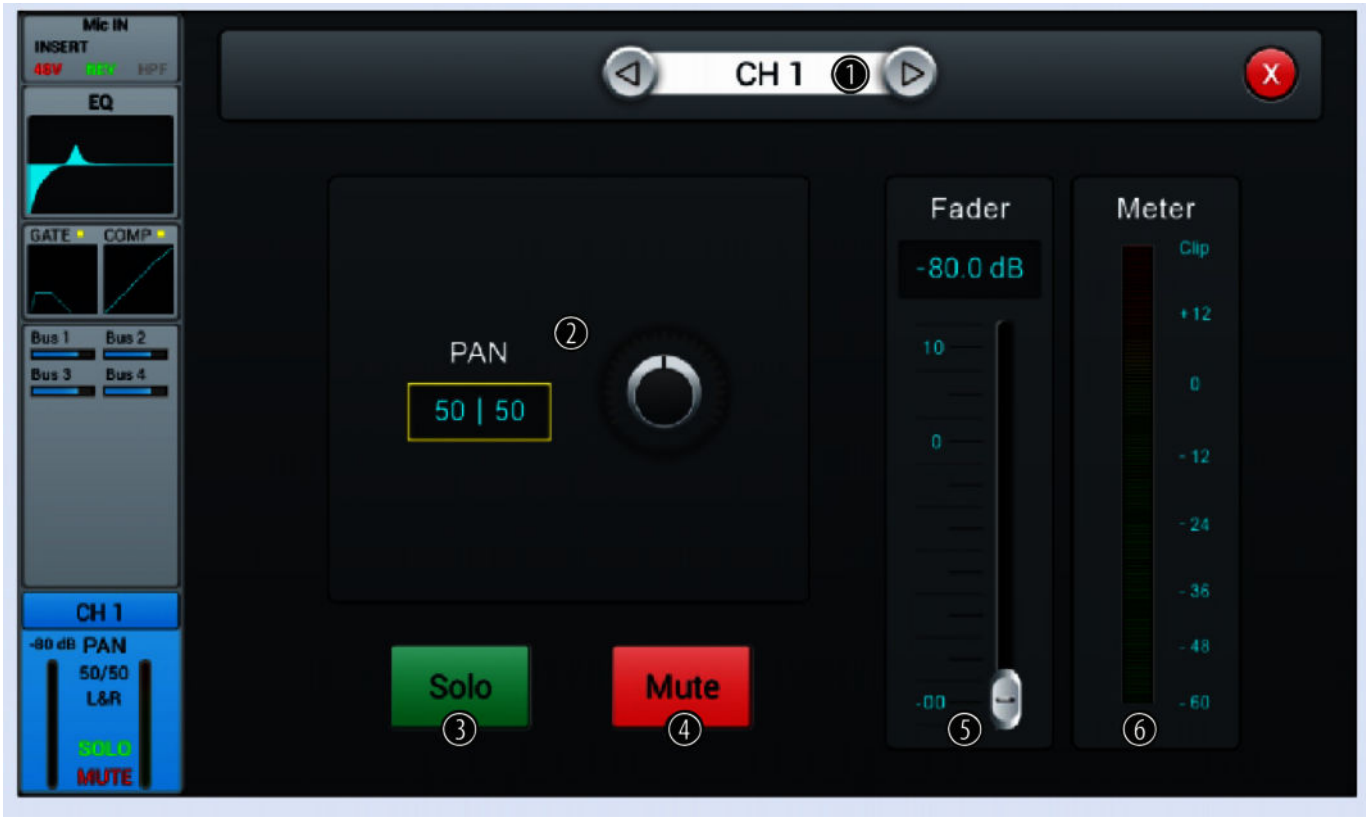 Mic IN
INSERT
48V REV HPF
EQ
GATE COMP
Bus 1 Bus 2
Bus 3 Bus 4
CH 1
-80 dB PAN
50/50
L&R
SOLO
MUTE
CH 1 ①
X
PAN ②
50 | 50
Solo
③
Mute
④
Fader
-80.0 dB
10
0
-00
⑤
Meter
Clip
+12
0
-12
-24
-36
-48
-60
⑥